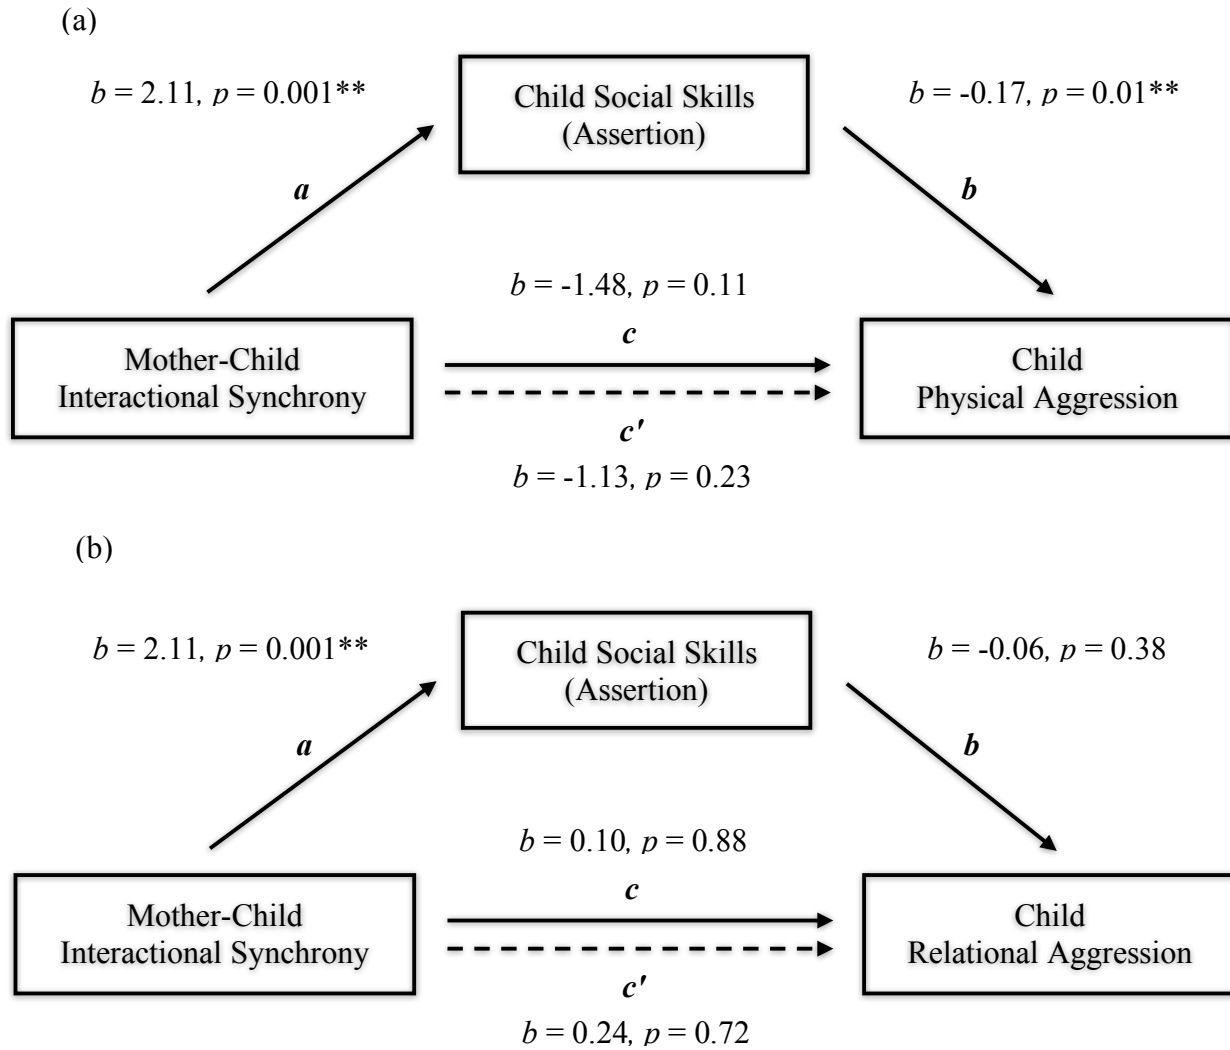 (a)
b = 2.11, p = 0.001**
Child Social Skills
(Assertion)
b = -0.17, p = 0.01**
a
b
b = -1.48, p = 0.11
c
Mother-Child
Interactional Synchrony
Child
Physical Aggression
c'
b = -1.13, p = 0.23
(b)
b = 2.11, p = 0.001**
Child Social Skills
(Assertion)
b = -0.06, p = 0.38
a
b
b = 0.10, p = 0.88
c
Mother-Child
Interactional Synchrony
Child
Relational Aggression
c'
b = 0.24, p = 0.72